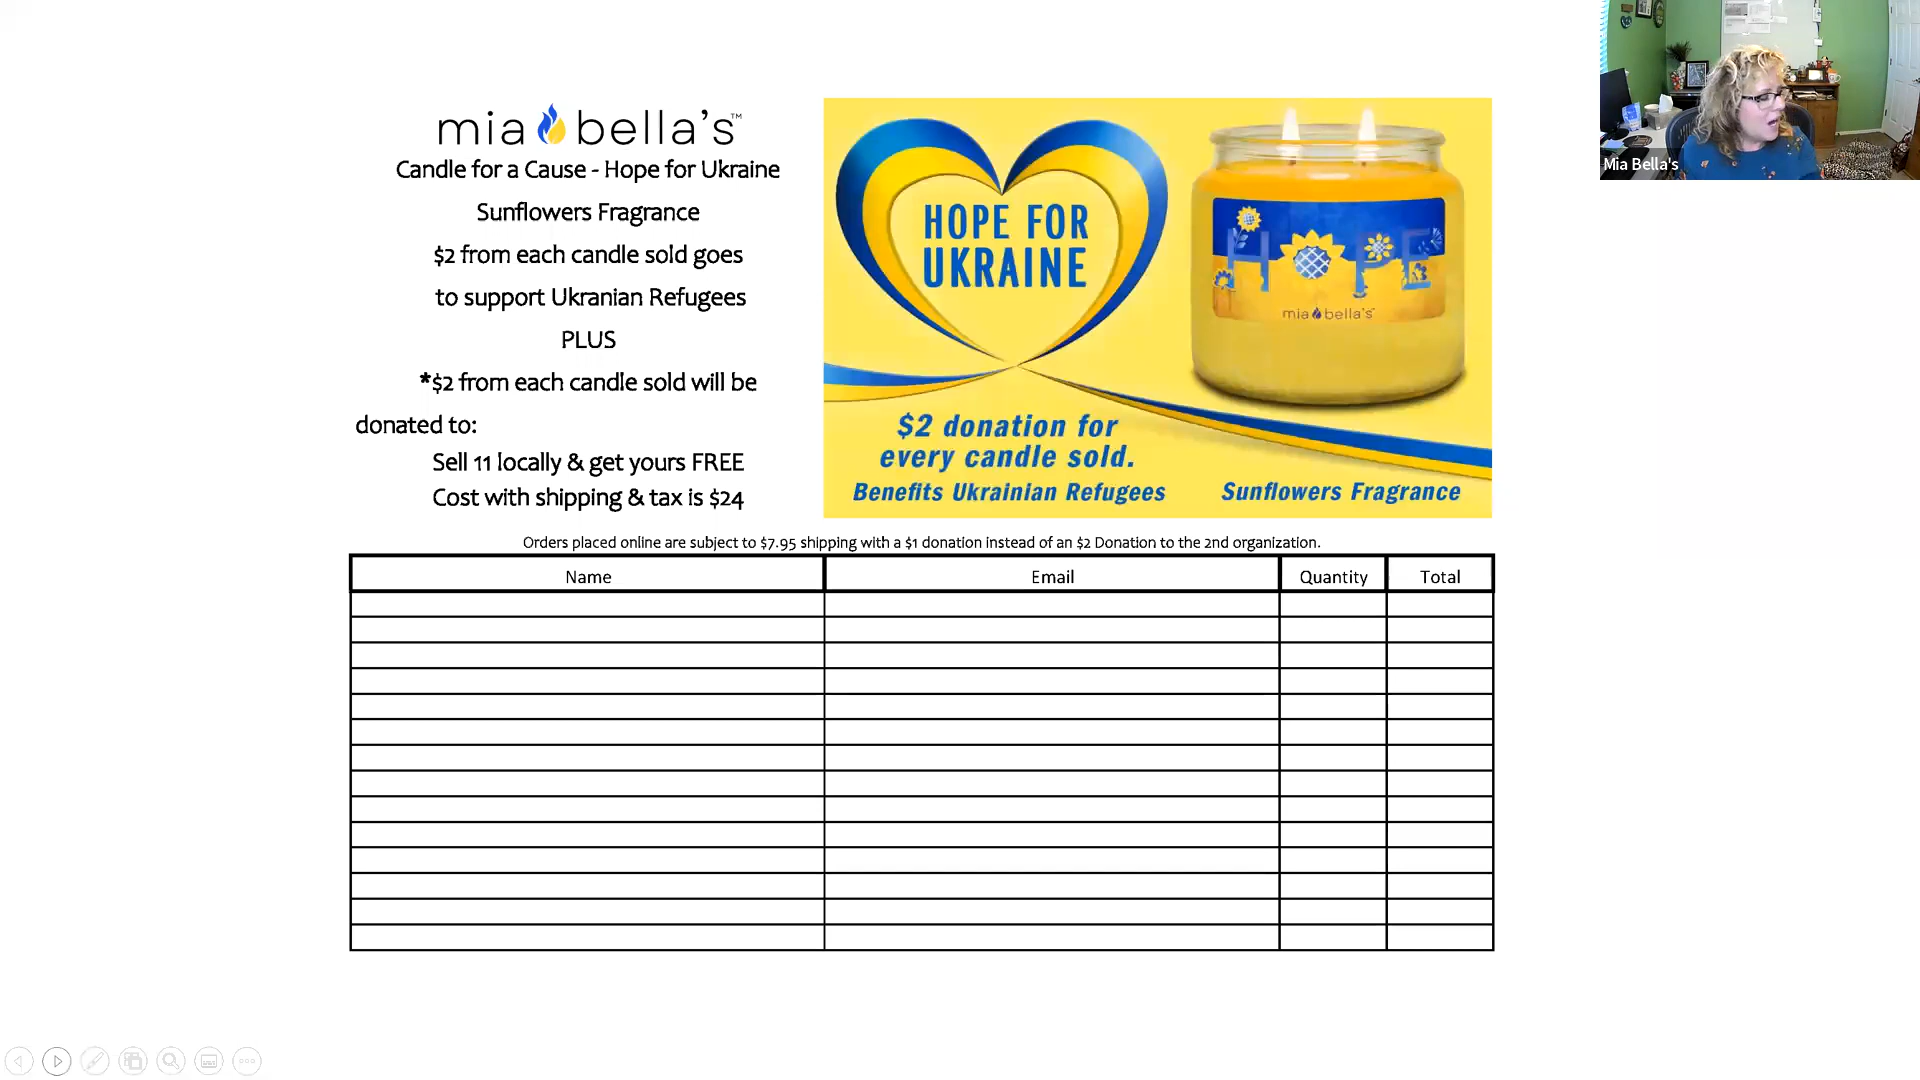 mia bella's™
Candle for a Cause - Hope for Ukraine
Sunflowers Fragrance
$2 from each candle sold goes
to support Ukranian Refugees
PLUS
*$2 from each candle sold will be
donated to:
Sell 11 locally & get yours FREE
Cost with shipping & tax is $24
HOPE FOR
UKRAINE
HOPE
mia bella's
$2 donation for
every candle sold.
Benefits Ukrainian Refugees
Sunflowers Fragrance
Orders placed online are subject to $7.95 shipping with a $1 donation instead of an $2 Donation to the 2nd organization.
Name Email Quantity Total
Mia Bella's